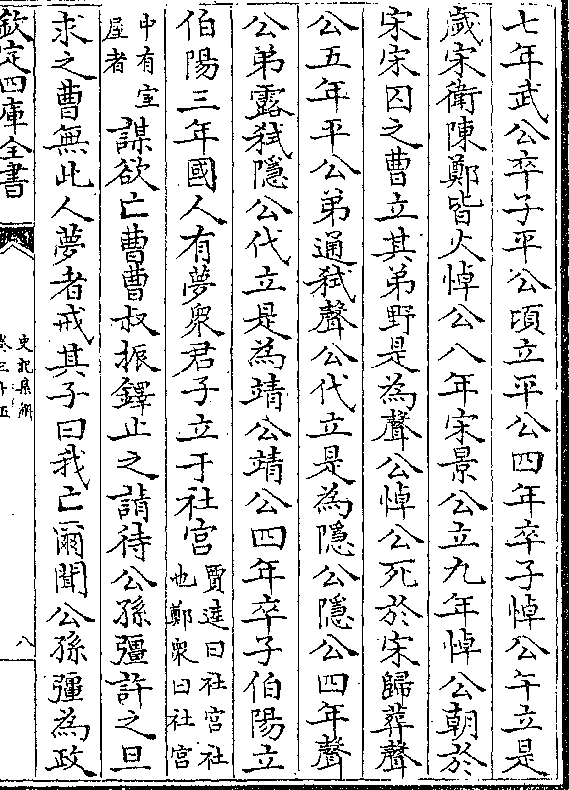 七年武公卒子平公頃立平公四年卒子悼公午立是
歲宋衛陳鄭皆火悼公八年宋景公立九年悼公朝於
宋宋囚之曹立其弟野是為聲公悼公死於宋歸葬聲
公五年平公弟通弑聲公代立是為隱公隱公四年聲
公弟露弑隱公代立是為靖公靖公四年卒子伯陽立
伯陽三年國人有夢衆君子立于社宮賈逵曰社宮社也鄭衆曰社宮
中有室屋者謀欲亡曹曹叔振鐸止之請待公孫彊許之旦
求之曹無此人夢者戒其子曰我亡爾聞公孫彊為政
欽定四庫全書
史記集解
卷三十五
八